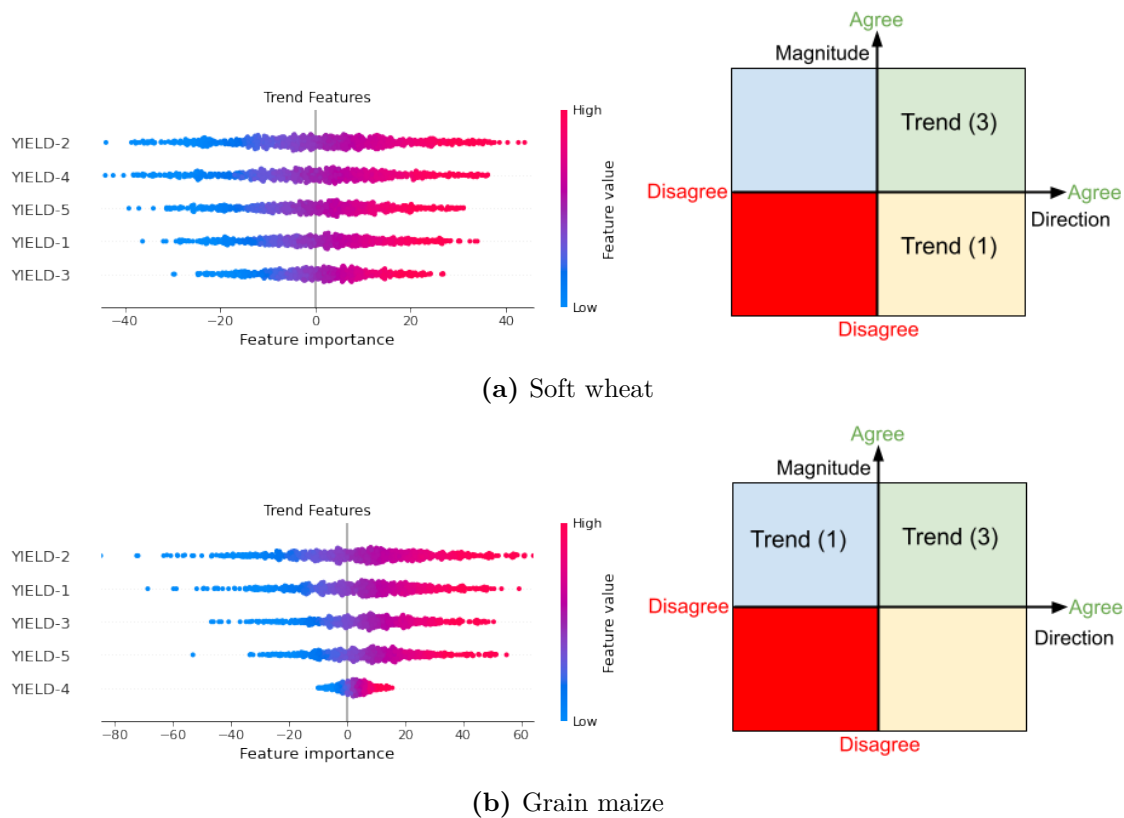 Trend Features
YIELD-2
YIELD-4
YIELD-5
YIELD-1
YIELD-3
−40
−20
0
20
40
Feature importance
High
Feature value
Low
Agree
Magnitude
Trend (3)
Disagree
Agree
Direction
Trend (1)
Disagree
(a) Soft wheat
Trend Features
YIELD-2
YIELD-1
YIELD-3
YIELD-5
YIELD-4
−80
−60
−40
−20
0
20
40
60
Feature importance
High
Feature value
Low
Agree
Magnitude
Trend (1)
Trend (3)
Disagree
Agree
Direction
Disagree
(b) Grain maize